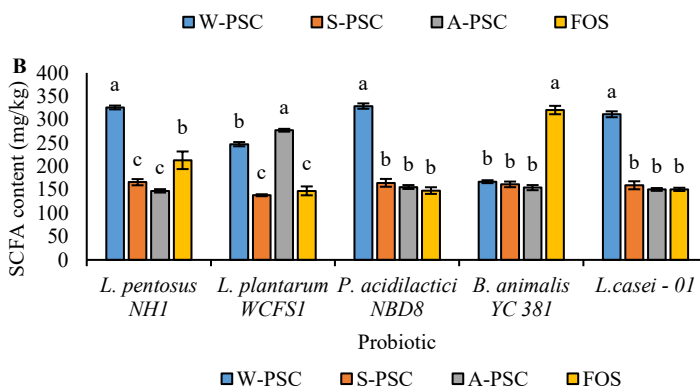 W-PSC S-PSC A-PSC FOS
B
SCFA content (mg/kg)
400
350
300
250
200
150
100
50
0
a c c b
b c a c
a b b b
b b b a
a b b b
L. pentosus NH1
L. plantarum WCFS1
P. acidilactici NBD8
B. animalis YC 381
L.casei - 01
Probiotic
W-PSC S-PSC A-PSC FOS